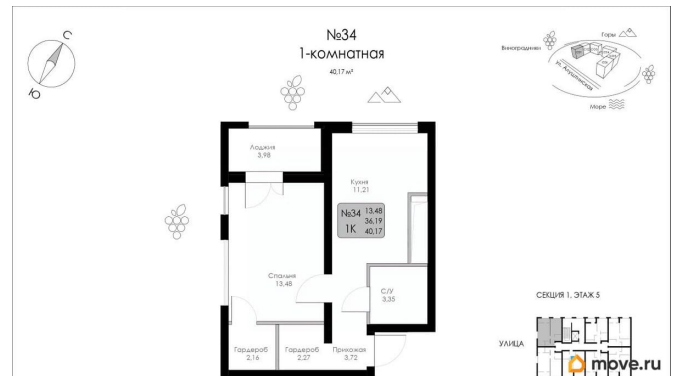 С
Ю
№34
1-комнатная
40,17 м²
Горы
Виноградники
ул. Алуштинская
Море
Лоджия
3,98
Кухня
11,21
№34 13,48
36,19
1К 40,17
Спальня
13,48
С/У
3,35
Гардероб
2,16
Гардероб
2,27
Прихожая
3,72
СЕКЦИЯ 1, ЭТАЖ 5
УЛИЦА
move.ru